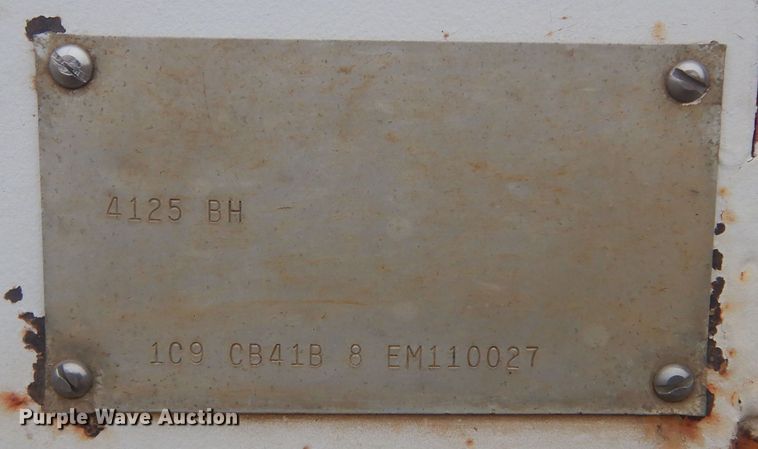 4125 BH
1C9 CB41B 8 EM110027
Purple Wave Auction